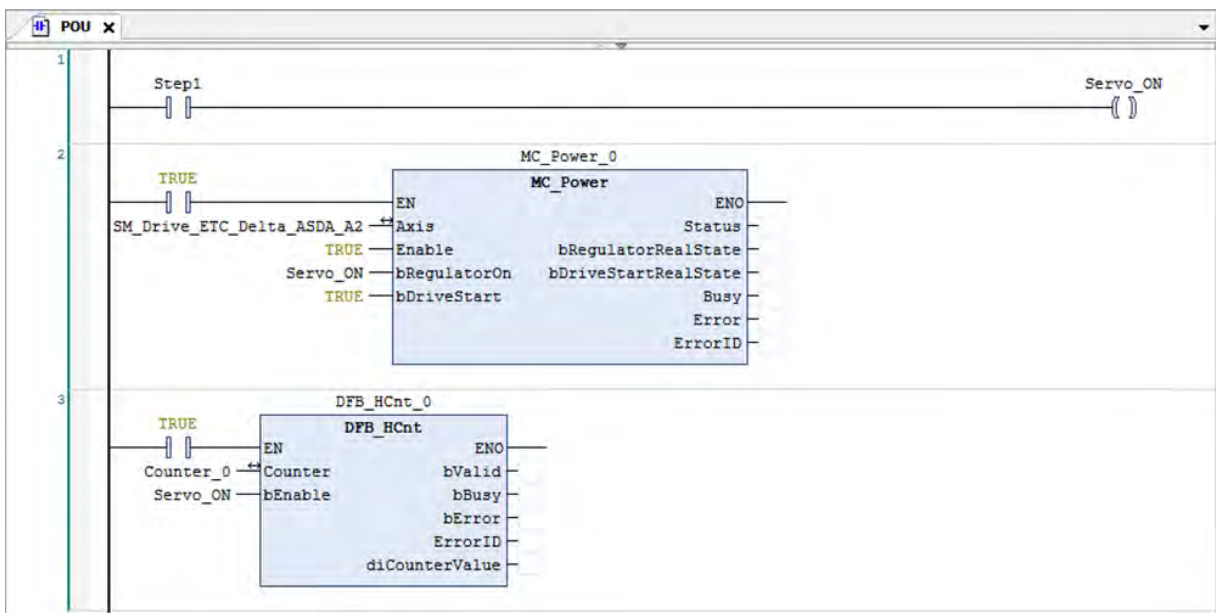 POU
1
Step1 Servo_ON
2
MC_Power_0
TRUE MC_Power
EN ENO
SM_Drive_ETC_Delta_ASDA_A2 Axis Status
TRUE Enable bRegulatorRealState
Servo_ON bRegulatorOn bDriveStartRealState
TRUE bDriveStart Busy
Error
ErrorID
3
DFB_HCnt_0
TRUE DFB_HCnt
EN ENO
Counter_0 Counter bValid
Servo_ON bEnable bBusy
bError
ErrorID
diCounterValue